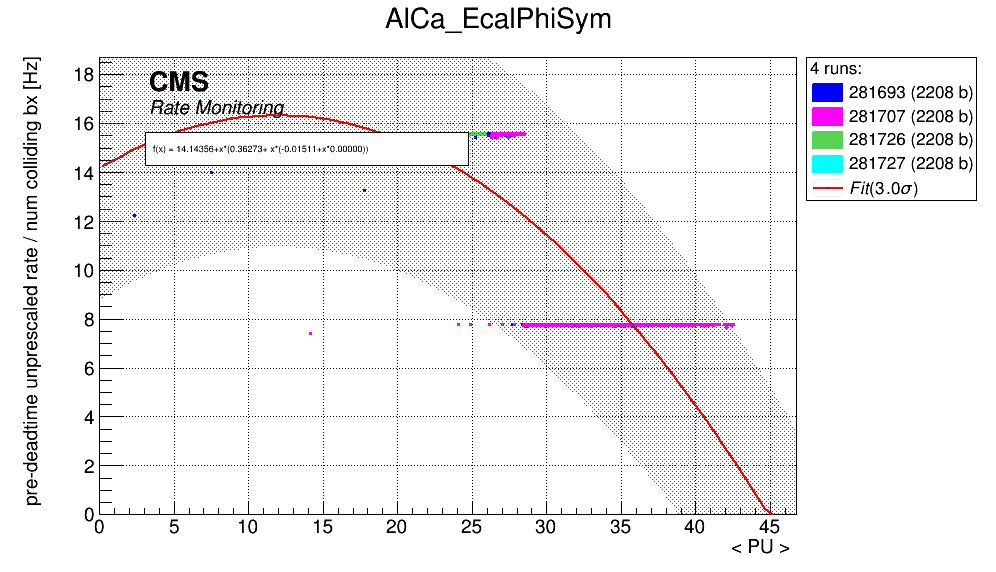 AlCa_EcalPhiSym
pre-deadtime unprescaled rate / num colliding bx [Hz]
18
16
14
12
10
8
6
4
2
0
CMS
Rate Monitoring
f(x) = 14.14356+x*(0.36273+ x*(-0.01511+x*0.00000))
4 runs:
281693 (2208 b)
281707 (2208 b)
281726 (2208 b)
281727 (2208 b)
Fit(3.0σ)
0 5 10 15 20 25 30 35 40 45
< PU >